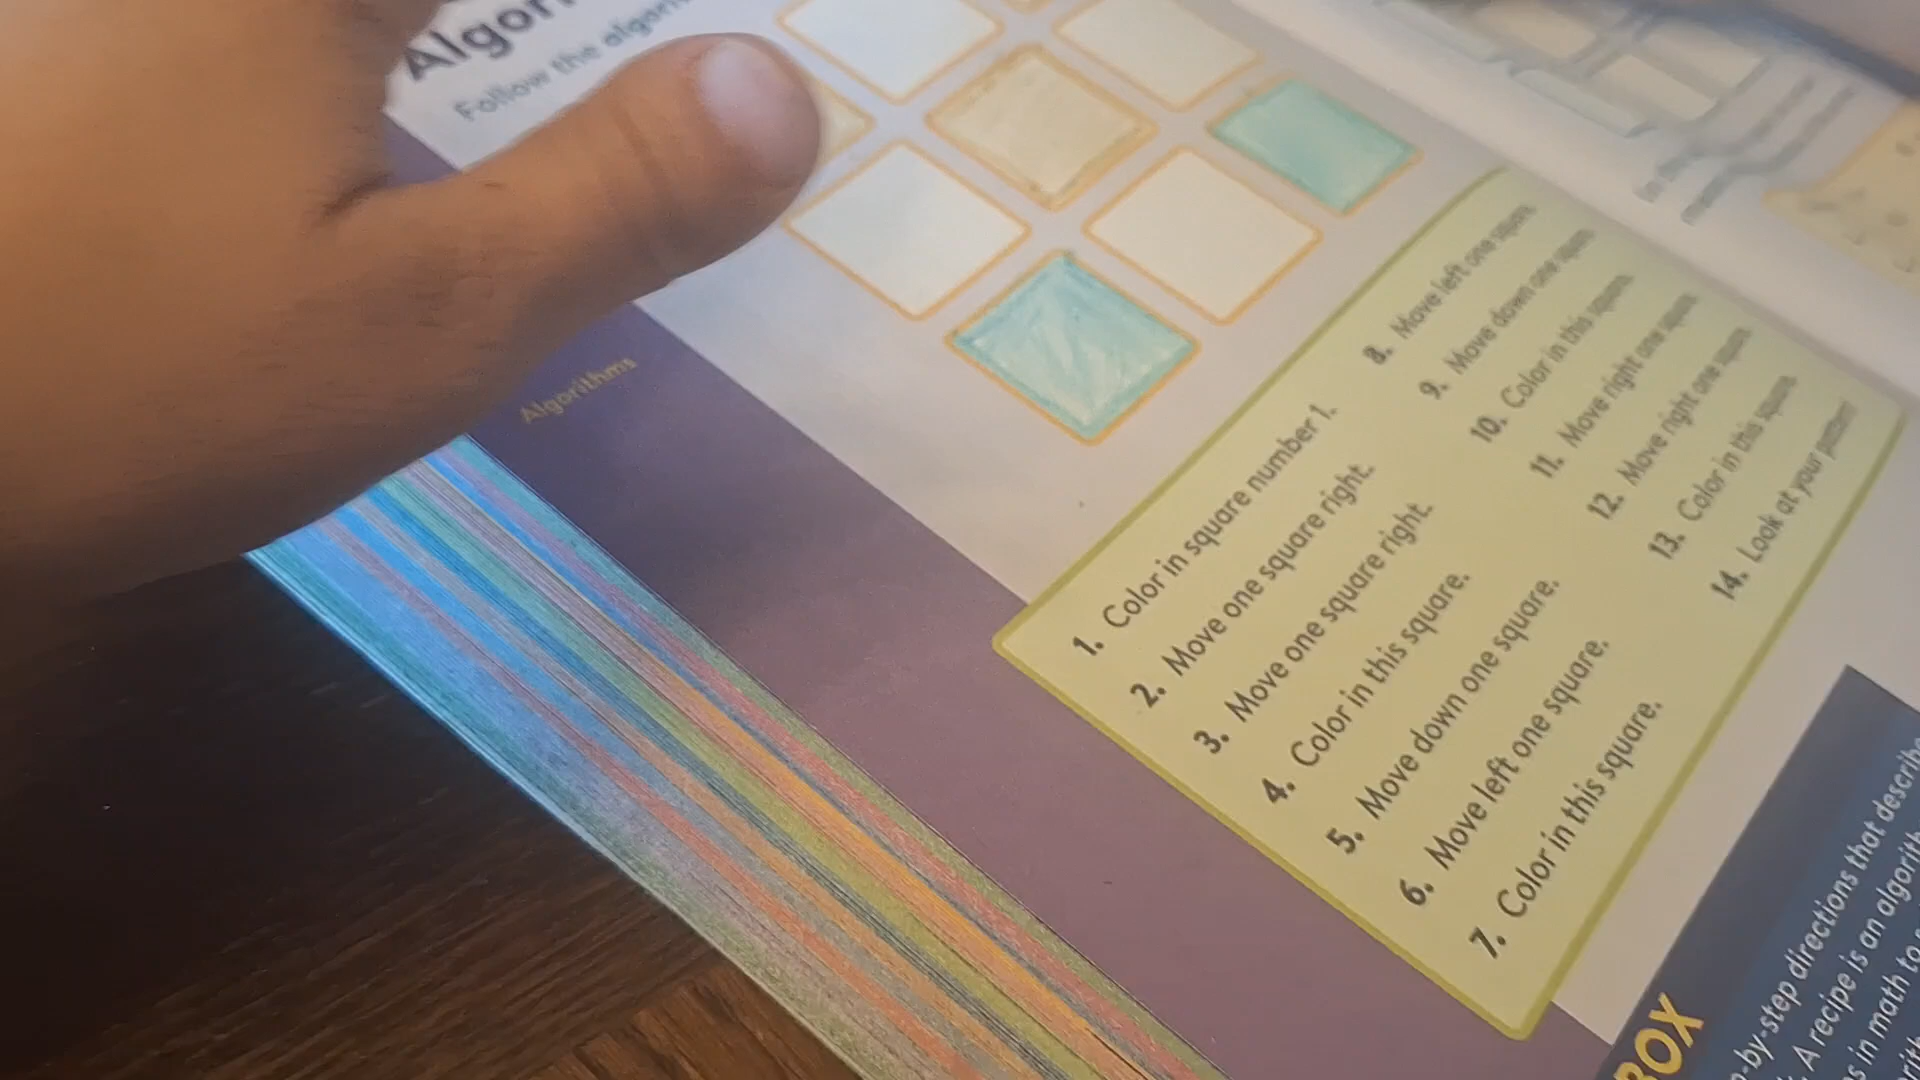 Follow the algorithm
Algorithms
1. Color in square number 1.
2. Move one square right.
3. Move one square right.
4. Color in this square.
5. Move down one square.
6. Move left one square.
7. Color in this square.
8. Move left one square.
9. Move down one square.
10. Color in this square.
11. Move right one square.
12. Move right one square.
13. Color in this square.
14. Look at your pattern!
BOX
-by-step directions that describe
A recipe is an algorith
s in math to